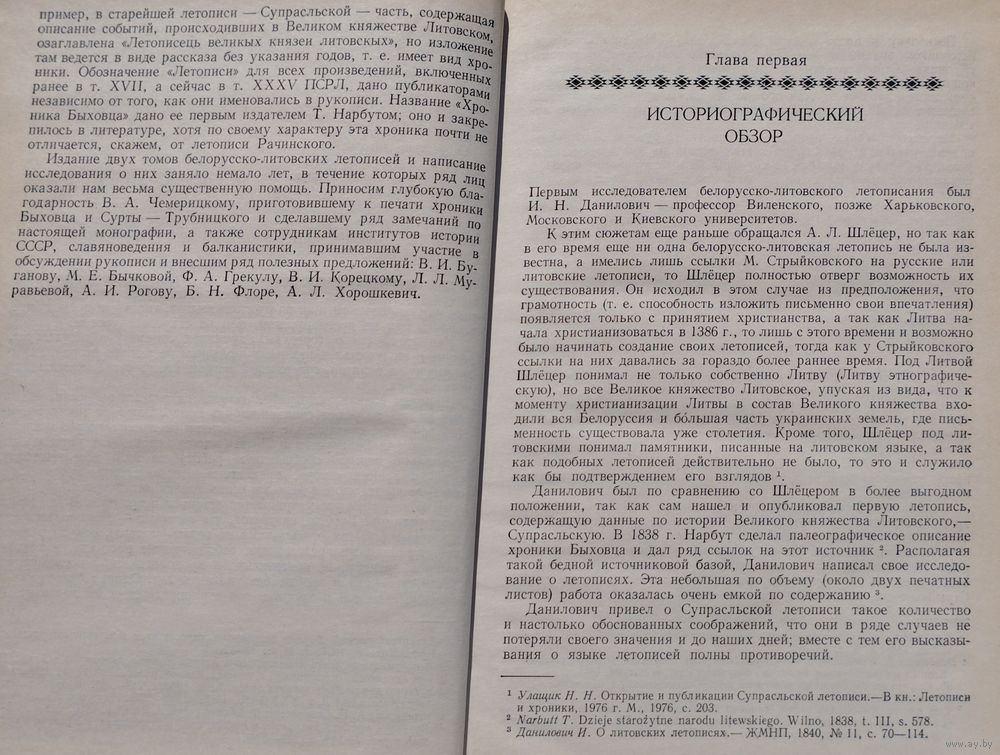 пример, в старейшей летописи — Супрасльской — часть, содержащая
описание событий, происходивших в Великом княжестве Литовском,
озаглавлена «Летописець великых князеи литовскых», но изложение
там ведется в виде рассказа без указания годов, т. е. имеет вид хро-
ники. Обозначение «Летописи» для всех произведений, включенных
ранее в т. XVII, а сейчас в т. XXXV ПСРЛ, дано публикаторами
независимо от того, как они именовались в рукописи. Название «Хро-
ника Быховца» дано ее первым издателем Т. Нарбутом; оно и закре-
пилось в литературе, хотя по своему характеру эта хроника почти не
отличается, скажем, от летописи Рачинского.
Издание двух томов белорусско-литовских летописей и написание
исследования о них заняло немало лет, в течение которых ряд лиц
оказали нам весьма существенную помощь. Приносим глубокую бла-
годарность В. А. Чемерицкому, приготовившему к печати хроники
Быховца и Сурты — Трубницкого и сделавшему ряд замечаний по
настоящей монографии, а также сотрудникам институтов истории
СССР, славяноведения и балканистики, принимавшим участие в
обсуждении рукописи и внесшим ряд полезных предложений: В. И. Бу-
ганову, М. Е. Бычковой, Ф. А. Грекулу, В. И. Корецкому, Л. Л. Му-
равьевой, А. И. Рогову, Б. Н. Флоре, А. Л. Хорошкевич.
Глава первая
ИСТОРИОГРАФИЧЕСКИЙ
ОБЗОР
Первым исследователем белорусско-литовского летописания был
И. Н. Данилович — профессор Виленского, позже Харьковского,
Московского и Киевского университетов.
К этим сюжетам еще раньше обращался А. Л. Шлёцер, но так как
в его время еще ни одна белорусско-литовская летопись не была из-
вестна, а имелись лишь ссылки М. Стрыйковского на русские или
литовские летописи, то Шлёцер полностью отверг возможность их
существования. Он исходил в этом случае из предположения, что
грамотность (т. е. способность изложить письменно свои впечатления)
появляется только с принятием христианства, а так как Литва на-
чала христианизоваться в 1386 г., то лишь с этого времени и возможно
было начинать создание своих летописей, тогда как у Стрыйковского
ссылки на них давались за гораздо более раннее время. Под Литвой
Шлёцер понимал не только собственно Литву (Литву этнографиче-
скую), но все Великое княжество Литовское, упуская из вида, что к
моменту христианизации Литвы в состав Великого княжества вхо-
дили вся Белоруссия и бо́льшая часть украинских земель, где пись-
менность существовала уже столетия. Кроме того, Шлёцер под ли-
товскими понимал памятники, писанные на литовском языке, а так
как подобных летописей действительно не было, то это и служило
как бы подтверждением его взглядов ¹.
Данилович был по сравнению со Шлёцером в более выгодном
положении, так как сам нашел и опубликовал первую летопись,
содержащую данные по истории Великого княжества Литовского,—
Супрасльскую. В 1838 г. Нарбут сделал палеографическое описание
хроники Быховца и дал ряд ссылок на этот источник ². Располагая
такой бедной источниковой базой, Данилович написал свое исследо-
вание о летописях. Эта небольшая по объему (около двух печатных
листов) работа оказалась очень емкой по содержанию ³.
Данилович привел о Супрасльской летописи такое количество
и настолько обоснованных соображений, что они в ряде случаев не
потеряли своего значения и до наших дней; вместе с тем его высказы-
вания о языке летописей полны противоречий.
¹ Улащик Н. Н. Открытие и публикации Супрасльской летописи.—В кн.: Летописи
и хроники, 1976 г. М., 1976, с. 203.
² Narbutt T. Dzieje starożytne narodu litewskiego. Wilno, 1838, t. III, s. 578.
³ Данилович И. О литовских летописях.— ЖМНП, 1840, № 11, с. 70—114.
www.ay.by